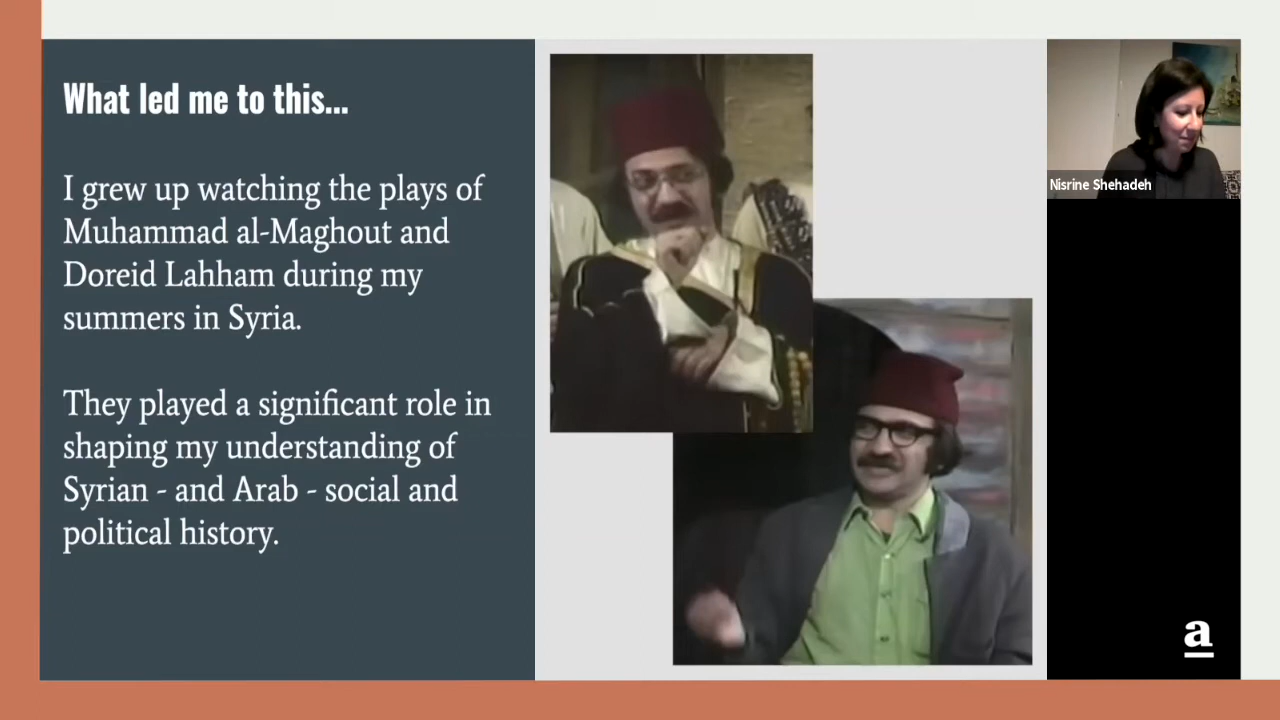 What led me to this...
I grew up watching the plays of
Muhammad al-Maghout and
Doreid Lahham during my
summers in Syria.
They played a significant role in
shaping my understanding of
Syrian - and Arab - social and
political history.
Nisrine Shehadeh
a